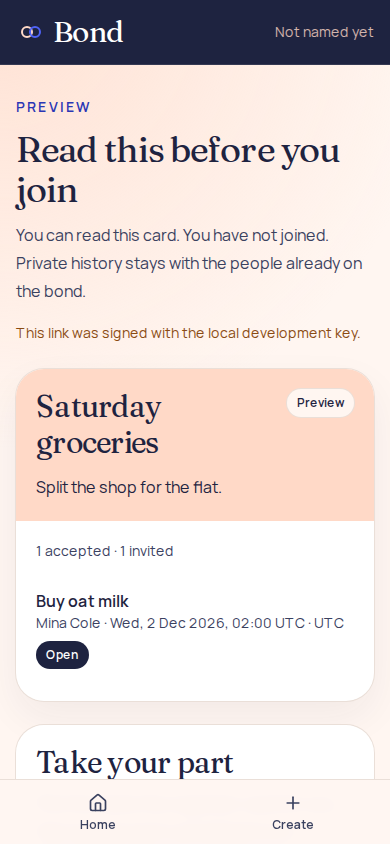 Bond
Not named yet
PREVIEW
Read this before you
join
You can read this card. You have not joined.
Private history stays with the people already on
the bond.
This link was signed with the local development key.
Saturday
groceries
Preview
Split the shop for the flat.
1 accepted · 1 invited
Buy oat milk
Mina Cole · Wed, 2 Dec 2026, 02:00 UTC · UTC
Open
Take your part
Home
Create